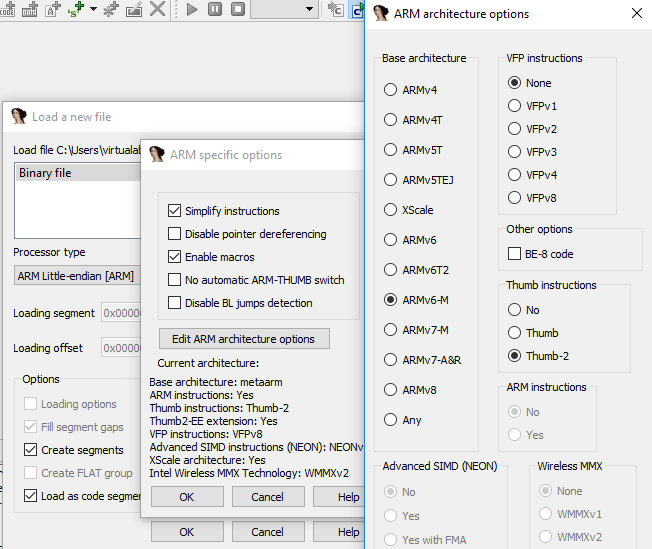 Load a new file
Load file C:\Users\virtualab
Binary file
Processor type
ARM Little-endian [ARM]
Loading segment
0x0000
Loading offset
0x0000
Options
Loading options
Fill segment gaps
Create segments
Create FLAT group
Load as code segmen
OK
Cancel
Help
ARM specific options
Simplify instructions
Disable pointer dereferencing
Enable macros
No automatic ARM-THUMB switch
Disable BL jumps detection
Edit ARM architecture options
Current architecture:
Base architecture: metaarm
ARM instructions: Yes
Thumb instructions: Thumb-2
Thumb2-EE extension: Yes
VFP instructions: VFPv8
Advanced SIMD instructions (NEON): NEONv
XScale architecture: Yes
Intel Wireless MMX Technology: WMMXv2
OK
Cancel
Help
ARM architecture options
Base architecture
ARMv4
ARMv4T
ARMv5T
ARMv5TEJ
XScale
ARMv6
ARMv6T2
ARMv6-M
ARMv7-M
ARMv7-A&R
ARMv8
Any
VFP instructions
None
VFPv1
VFPv2
VFPv3
VFPv4
VFPv8
Other options
BE-8 code
Thumb instructions
No
Thumb
Thumb-2
ARM instructions
No
Yes
Advanced SIMD (NEON)
No
Yes
Yes with FMA
Wireless MMX
None
WMMXv1
WMMXv2